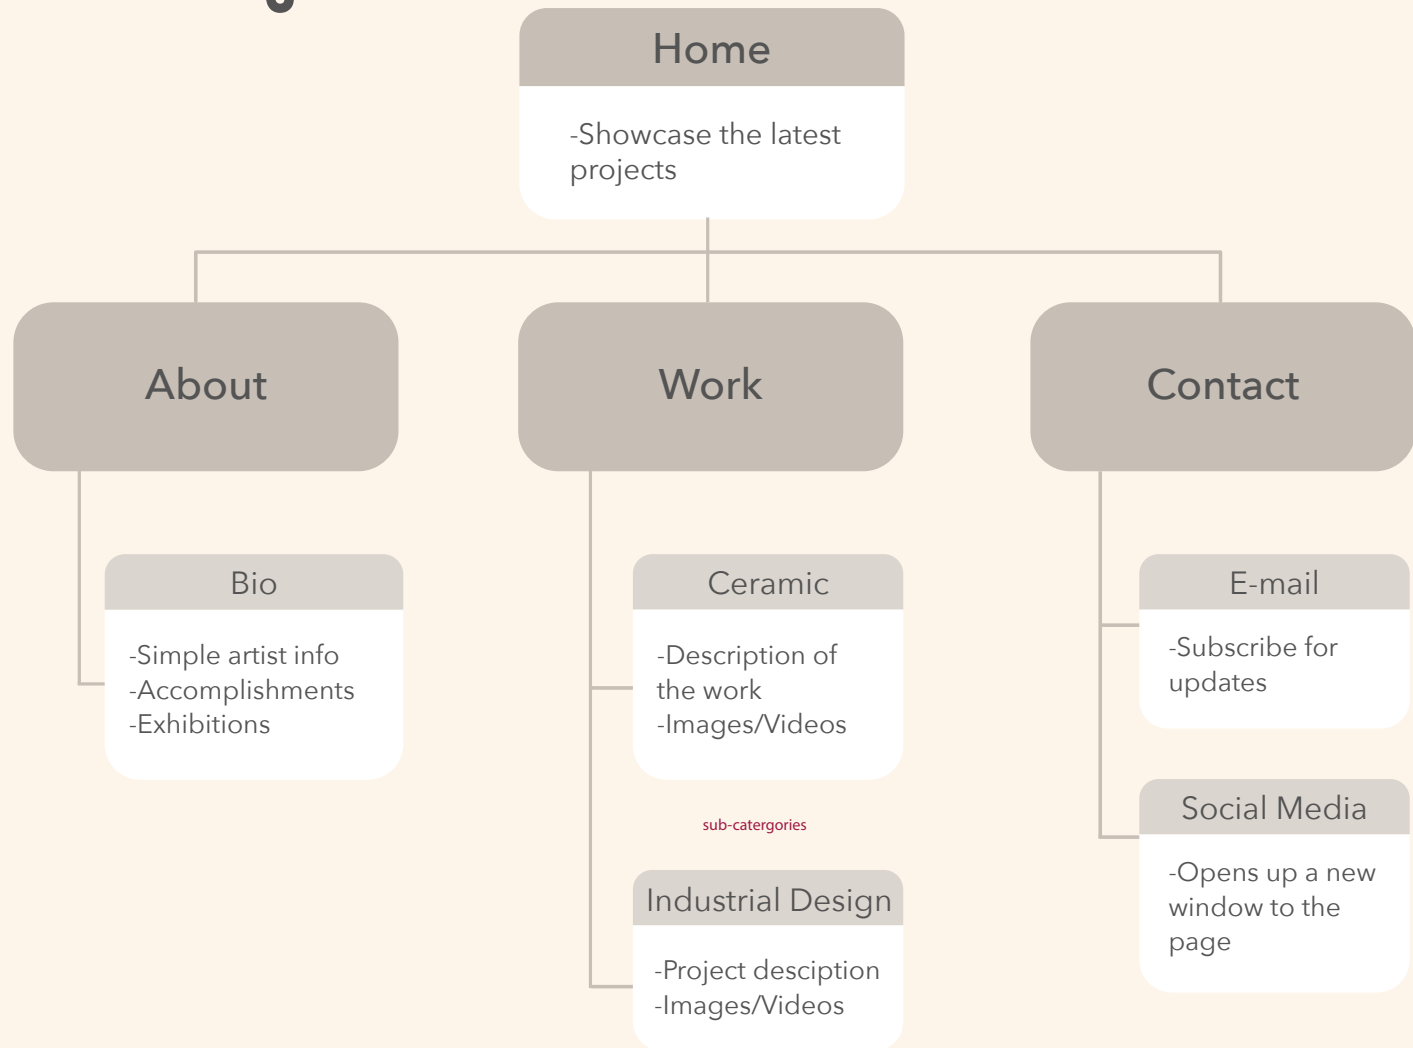 Home
-Showcase the latest
projects
About
Work
Contact
Bio
-Simple artist info
-Accomplishments
-Exhibitions
Ceramic
-Description of
the work
-Images/Videos
sub-catergories
Industrial Design
-Project desciption
-Images/Videos
E-mail
-Subscribe for
updates
Social Media
-Opens up a new
window to the
page